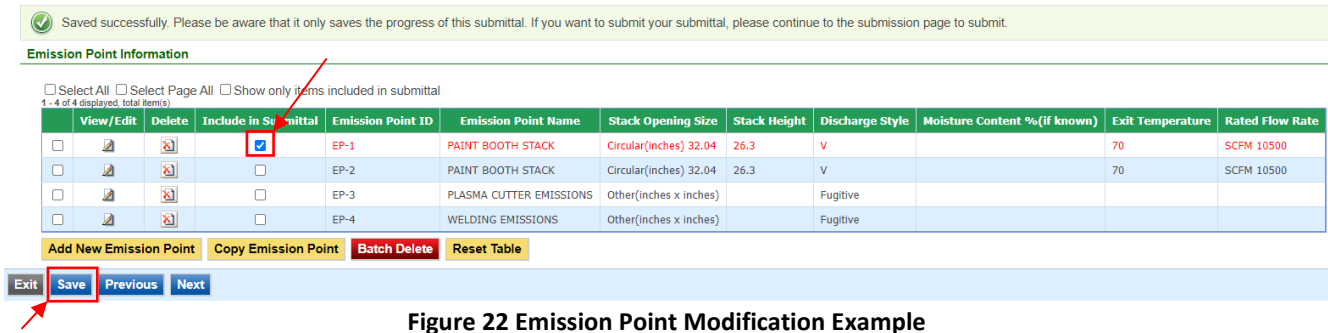 Saved successfully. Please be aware that it only saves the progress of this submittal. If you want to submit your submittal, please continue to the submission page to submit.
Emission Point Information
Select All Select Page All Show only items included in submittal
1 - 4 of 4 displayed, total item(s)
View/Edit Delete Include in Submittal Emission Point ID Emission Point Name Stack Opening Size Stack Height Discharge Style Moisture Content %(if known) Exit Temperature Rated Flow Rate
EP-1 PAINT BOOTH STACK Circular(inches) 32.04 26.3 V 70 SCFM 10500
EP-2 PAINT BOOTH STACK Circular(inches) 32.04 26.3 V 70 SCFM 10500
EP-3 PLASMA CUTTER EMISSIONS Other(inches x inches) Fugitive
EP-4 WELDING EMISSIONS Other(inches x inches) Fugitive
Add New Emission Point Copy Emission Point Batch Delete Reset Table
Exit Save Previous Next
Figure 22 Emission Point Modification Example